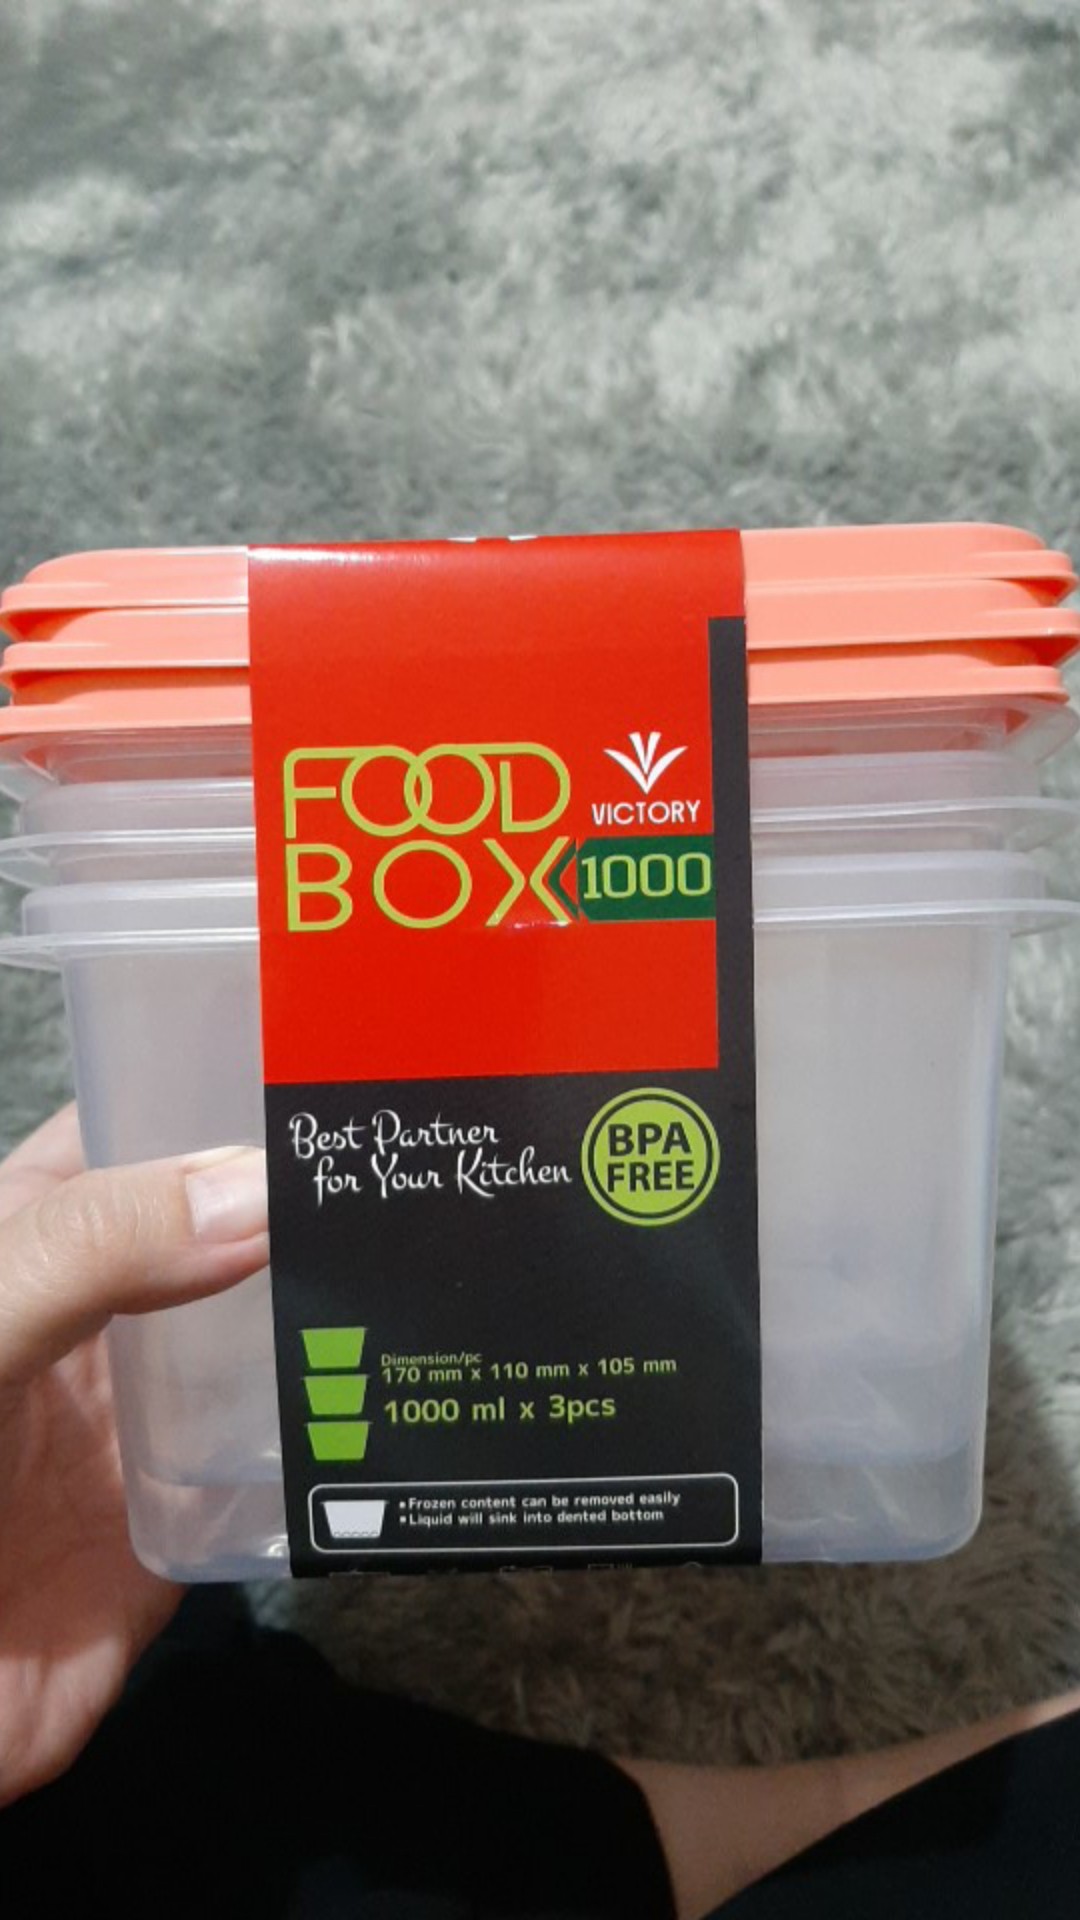 FOOD
BOX
VICTORY
1000
Best Partner
for Your Kitchen
BPA
FREE
Dimension/pc
170 mm x 110 mm x 105 mm
1000 ml x 3pcs
• Frozen content can be removed easily
• Liquid will sink into dented bottom